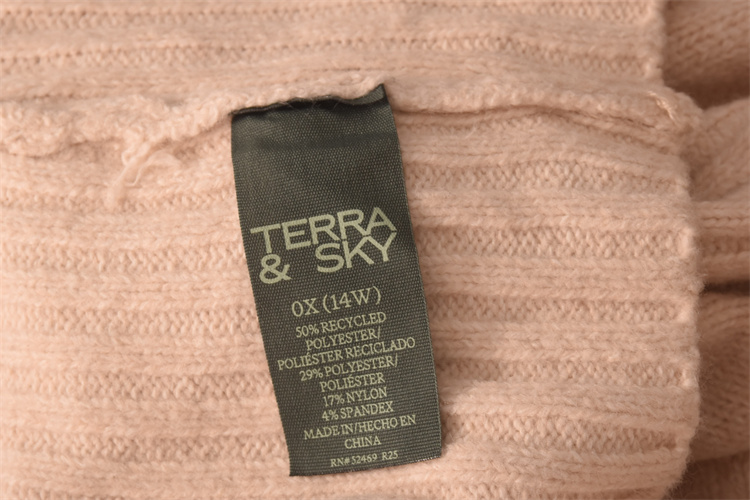 TERRA
& SKY
0X (14W)
50% RECYCLED
POLYESTER/
POLIÉSTER RECICLADO
29% POLYESTER/
POLIÉSTER
17% NYLON
4% SPANDEX
MADE IN/HECHO EN
CHINA
RN# 52469 R25